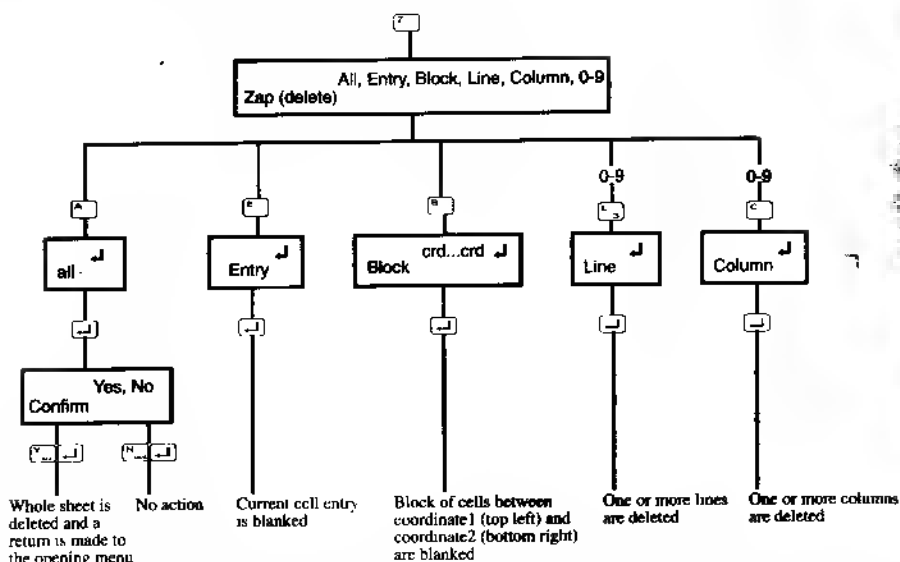 7
All, Entry, Block, Line, Column, 0-9
Zap (delete)
0-9
0-9
A
E
B
L
C
all
Entry
crd...crd
Block
Line
Column
Yes, No
Confirm
Y
N
Whole sheet is
deleted and a
return is made to
the opening menu
No action
Current cell entry
is blanked
Block of cells between
coordinate1 (top left) and
coordinate2 (bottom right)
are blanked
One or more lines
are deleted
One or more columns
are deleted